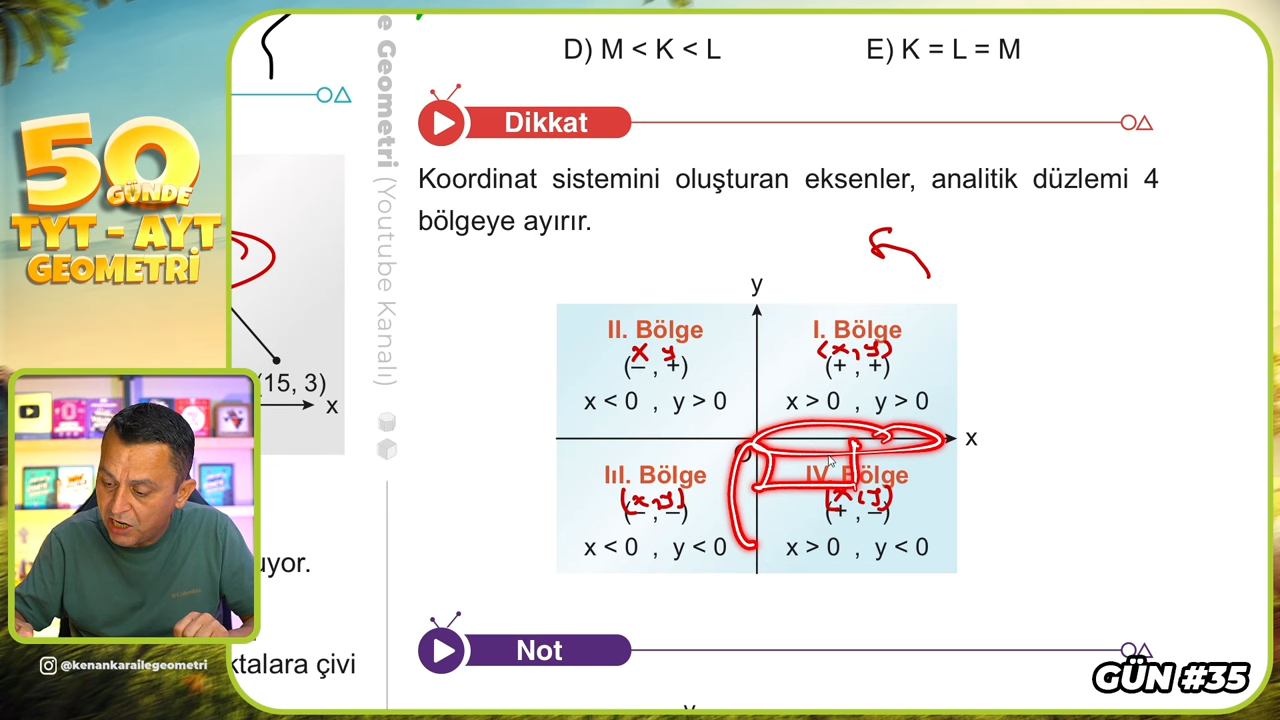 D) M < K < L
E) K = L = M
Dikkat
Koordinat sistemini oluşturan eksenler, analitik düzlemi 4
bölgeye ayırır.
y
II. Bölge
I. Bölge
x y
(x, y)
(– , +)
(+ , +)
x < 0 , y > 0
x > 0 , y > 0
x
III. Bölge
IV. Bölge
(x, y)
(x, y)
(– , –)
(+ , –)
x < 0 , y < 0
x > 0 , y < 0
Not
y
GÜN #35
e Geometri (Youtube Kanalı)
50
GÜNDE
TYT - AYT
GEOMETRİ
(15, 3)
x
uyor.
ktalara çivi
@kenankarailegeometri